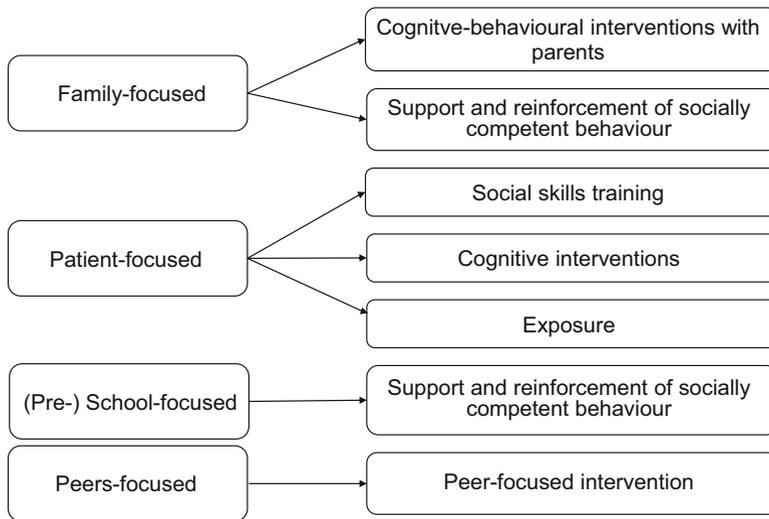 Family-focused
Cognitve-behavioural interventions with
parents
Support and reinforcement of socially
competent behaviour
Patient-focused
Social skills training
Cognitive interventions
Exposure
(Pre-) School-focused
Support and reinforcement of socially
competent behaviour
Peers-focused
Peer-focused intervention